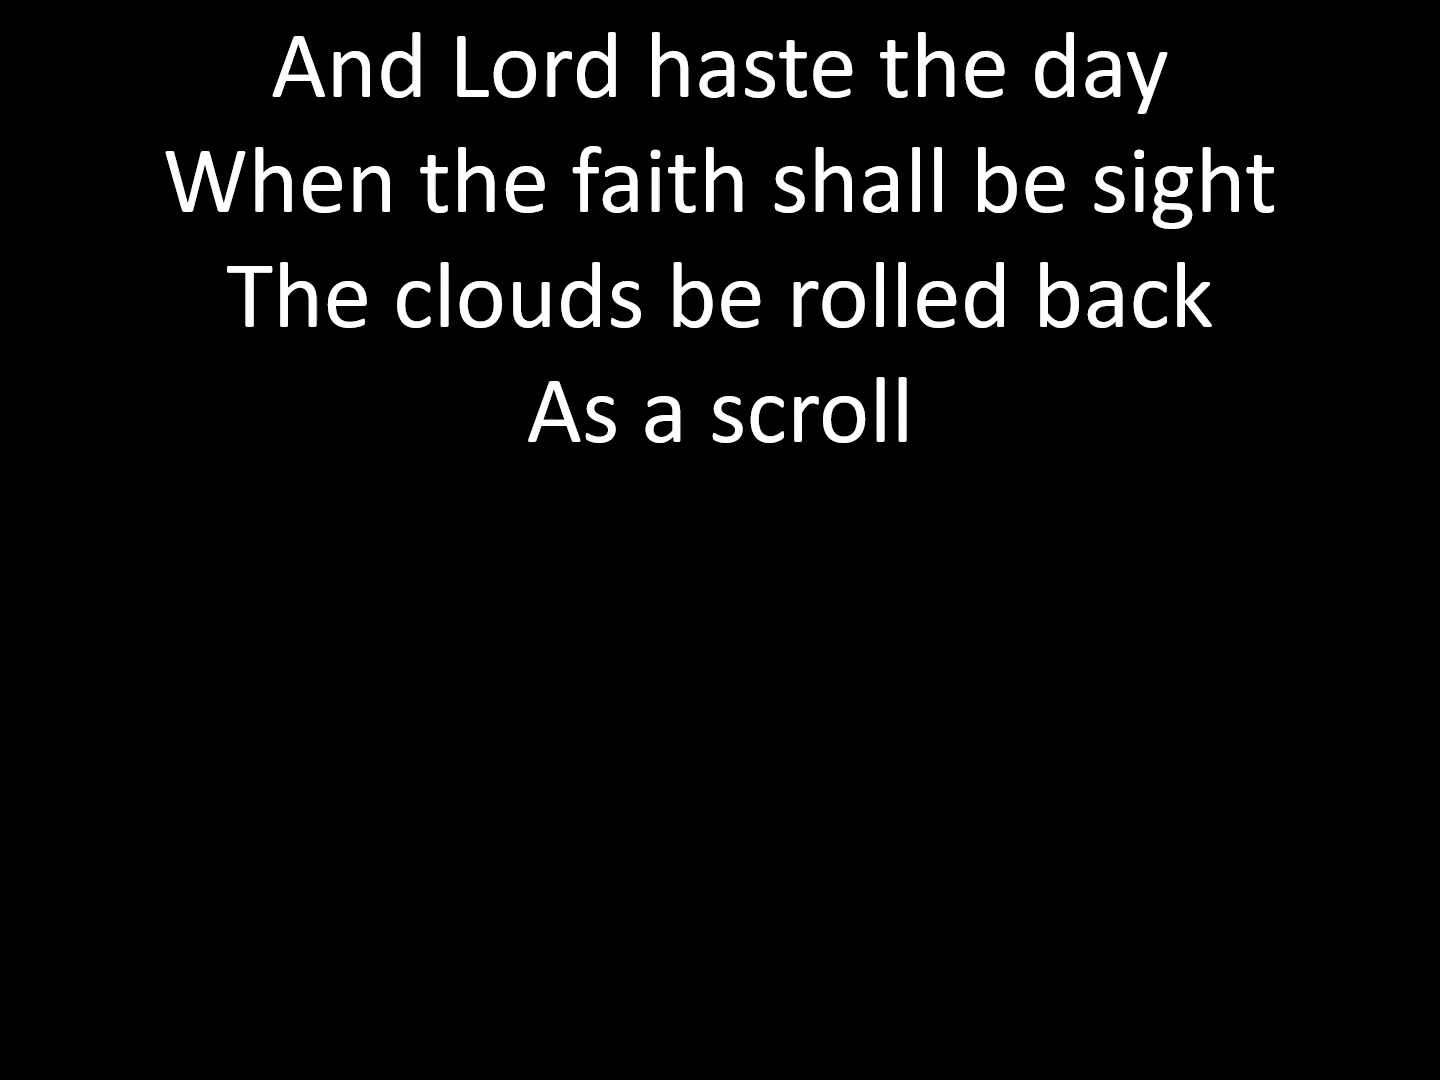 And Lord haste the day
When the faith shall be sight
The clouds be rolled back
As a scroll